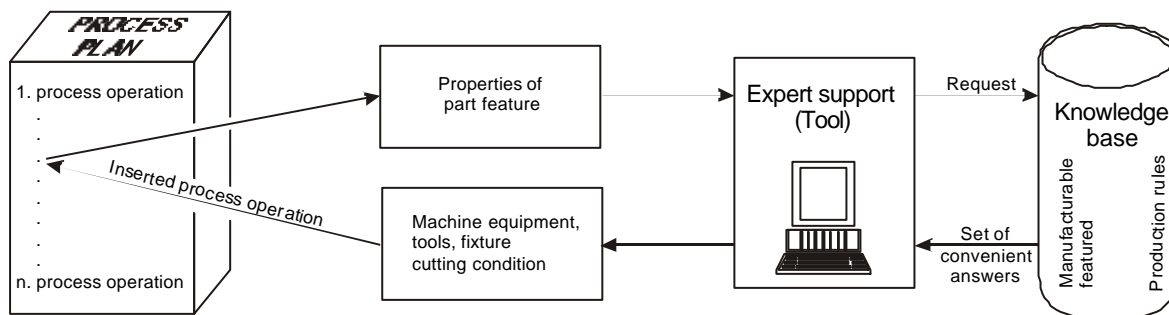 PROCESS
PLAN
1. process operation
.
.
.
.
.
.
.
.
n. process operation
Inserted process operation
Properties of
part feature
Machine equipment,
tools, fixture
cutting condition
Expert support
(Tool)
Request
Set of
convenient
answers
Knowledge
base
Manufacturable
featured
Production rules